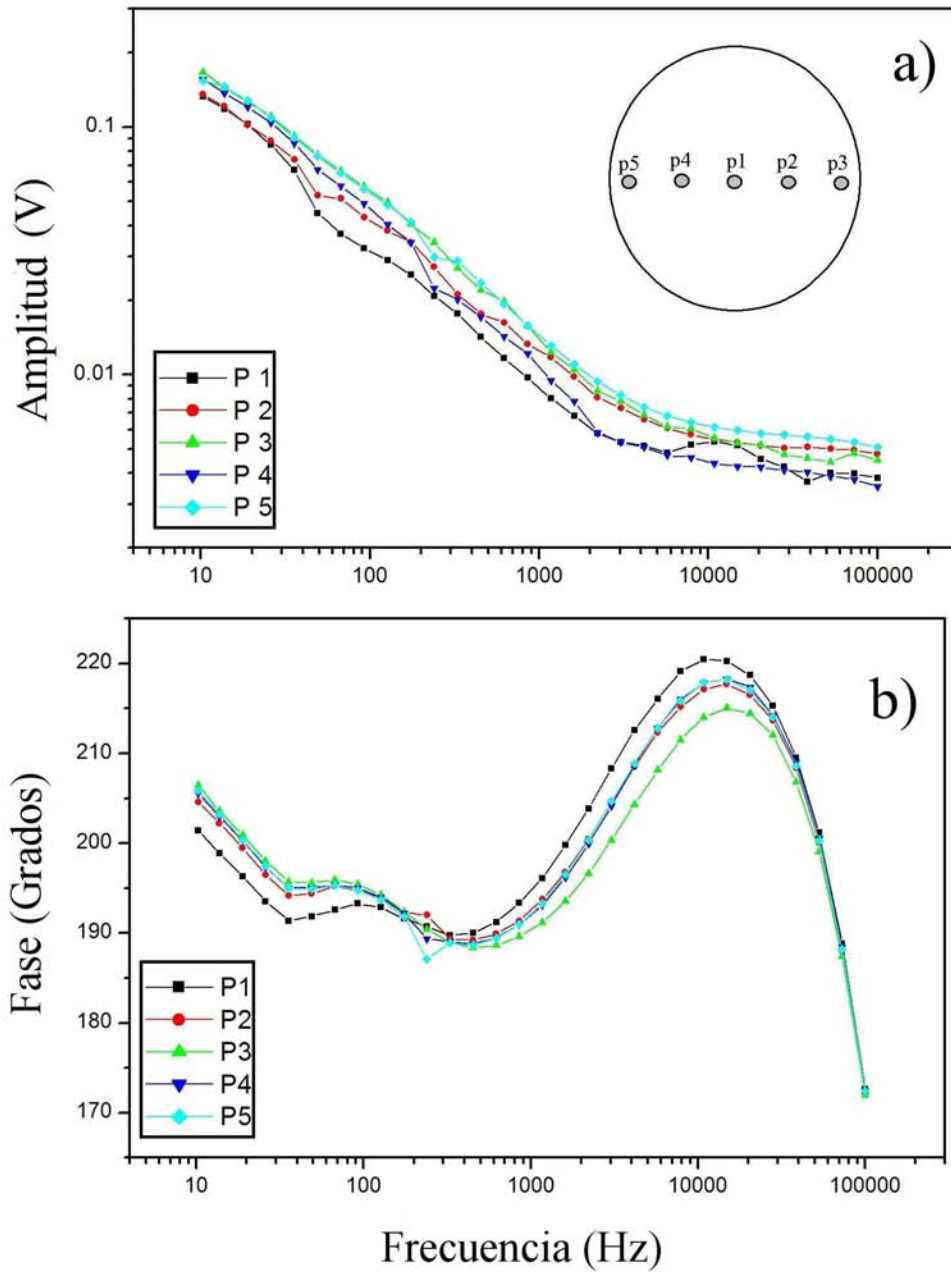 a)
p5 p4 p1 p2 p3
Amplitud (V)
0.1
0.01
P 1
P 2
P 3
P 4
P 5
10 100 1000 10000 100000
b)
Fase (Grados)
220
210
200
190
180
170
P1
P2
P3
P4
P5
10 100 1000 10000 100000
Frecuencia (Hz)